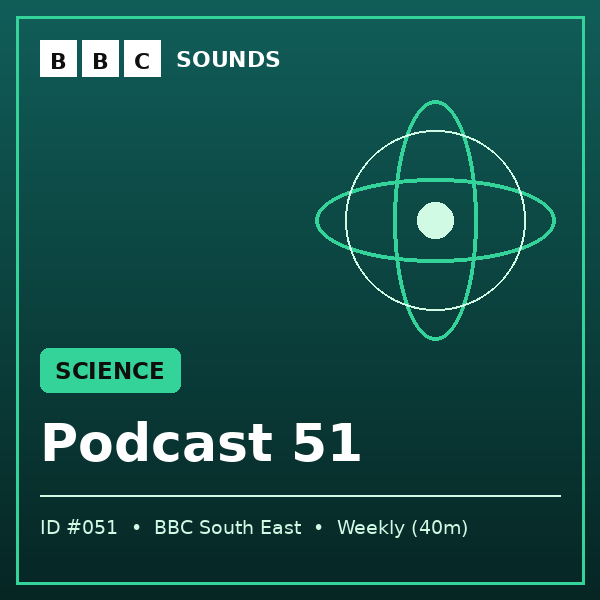 BBC SOUNDS
SCIENCE
Podcast 51
ID #051 • BBC South East • Weekly (40m)